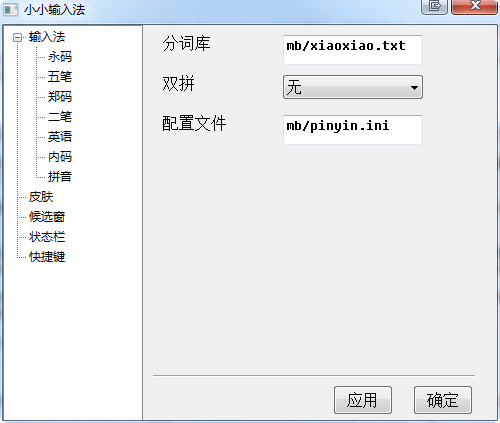 小小输入法
输入法
永码
五笔
郑码
二笔
英语
内码
拼音
皮肤
候选窗
状态栏
快捷键
分词库 mb/xiaoxiao.txt
双拼 无
配置文件 mb/pinyin.ini
应用 确定